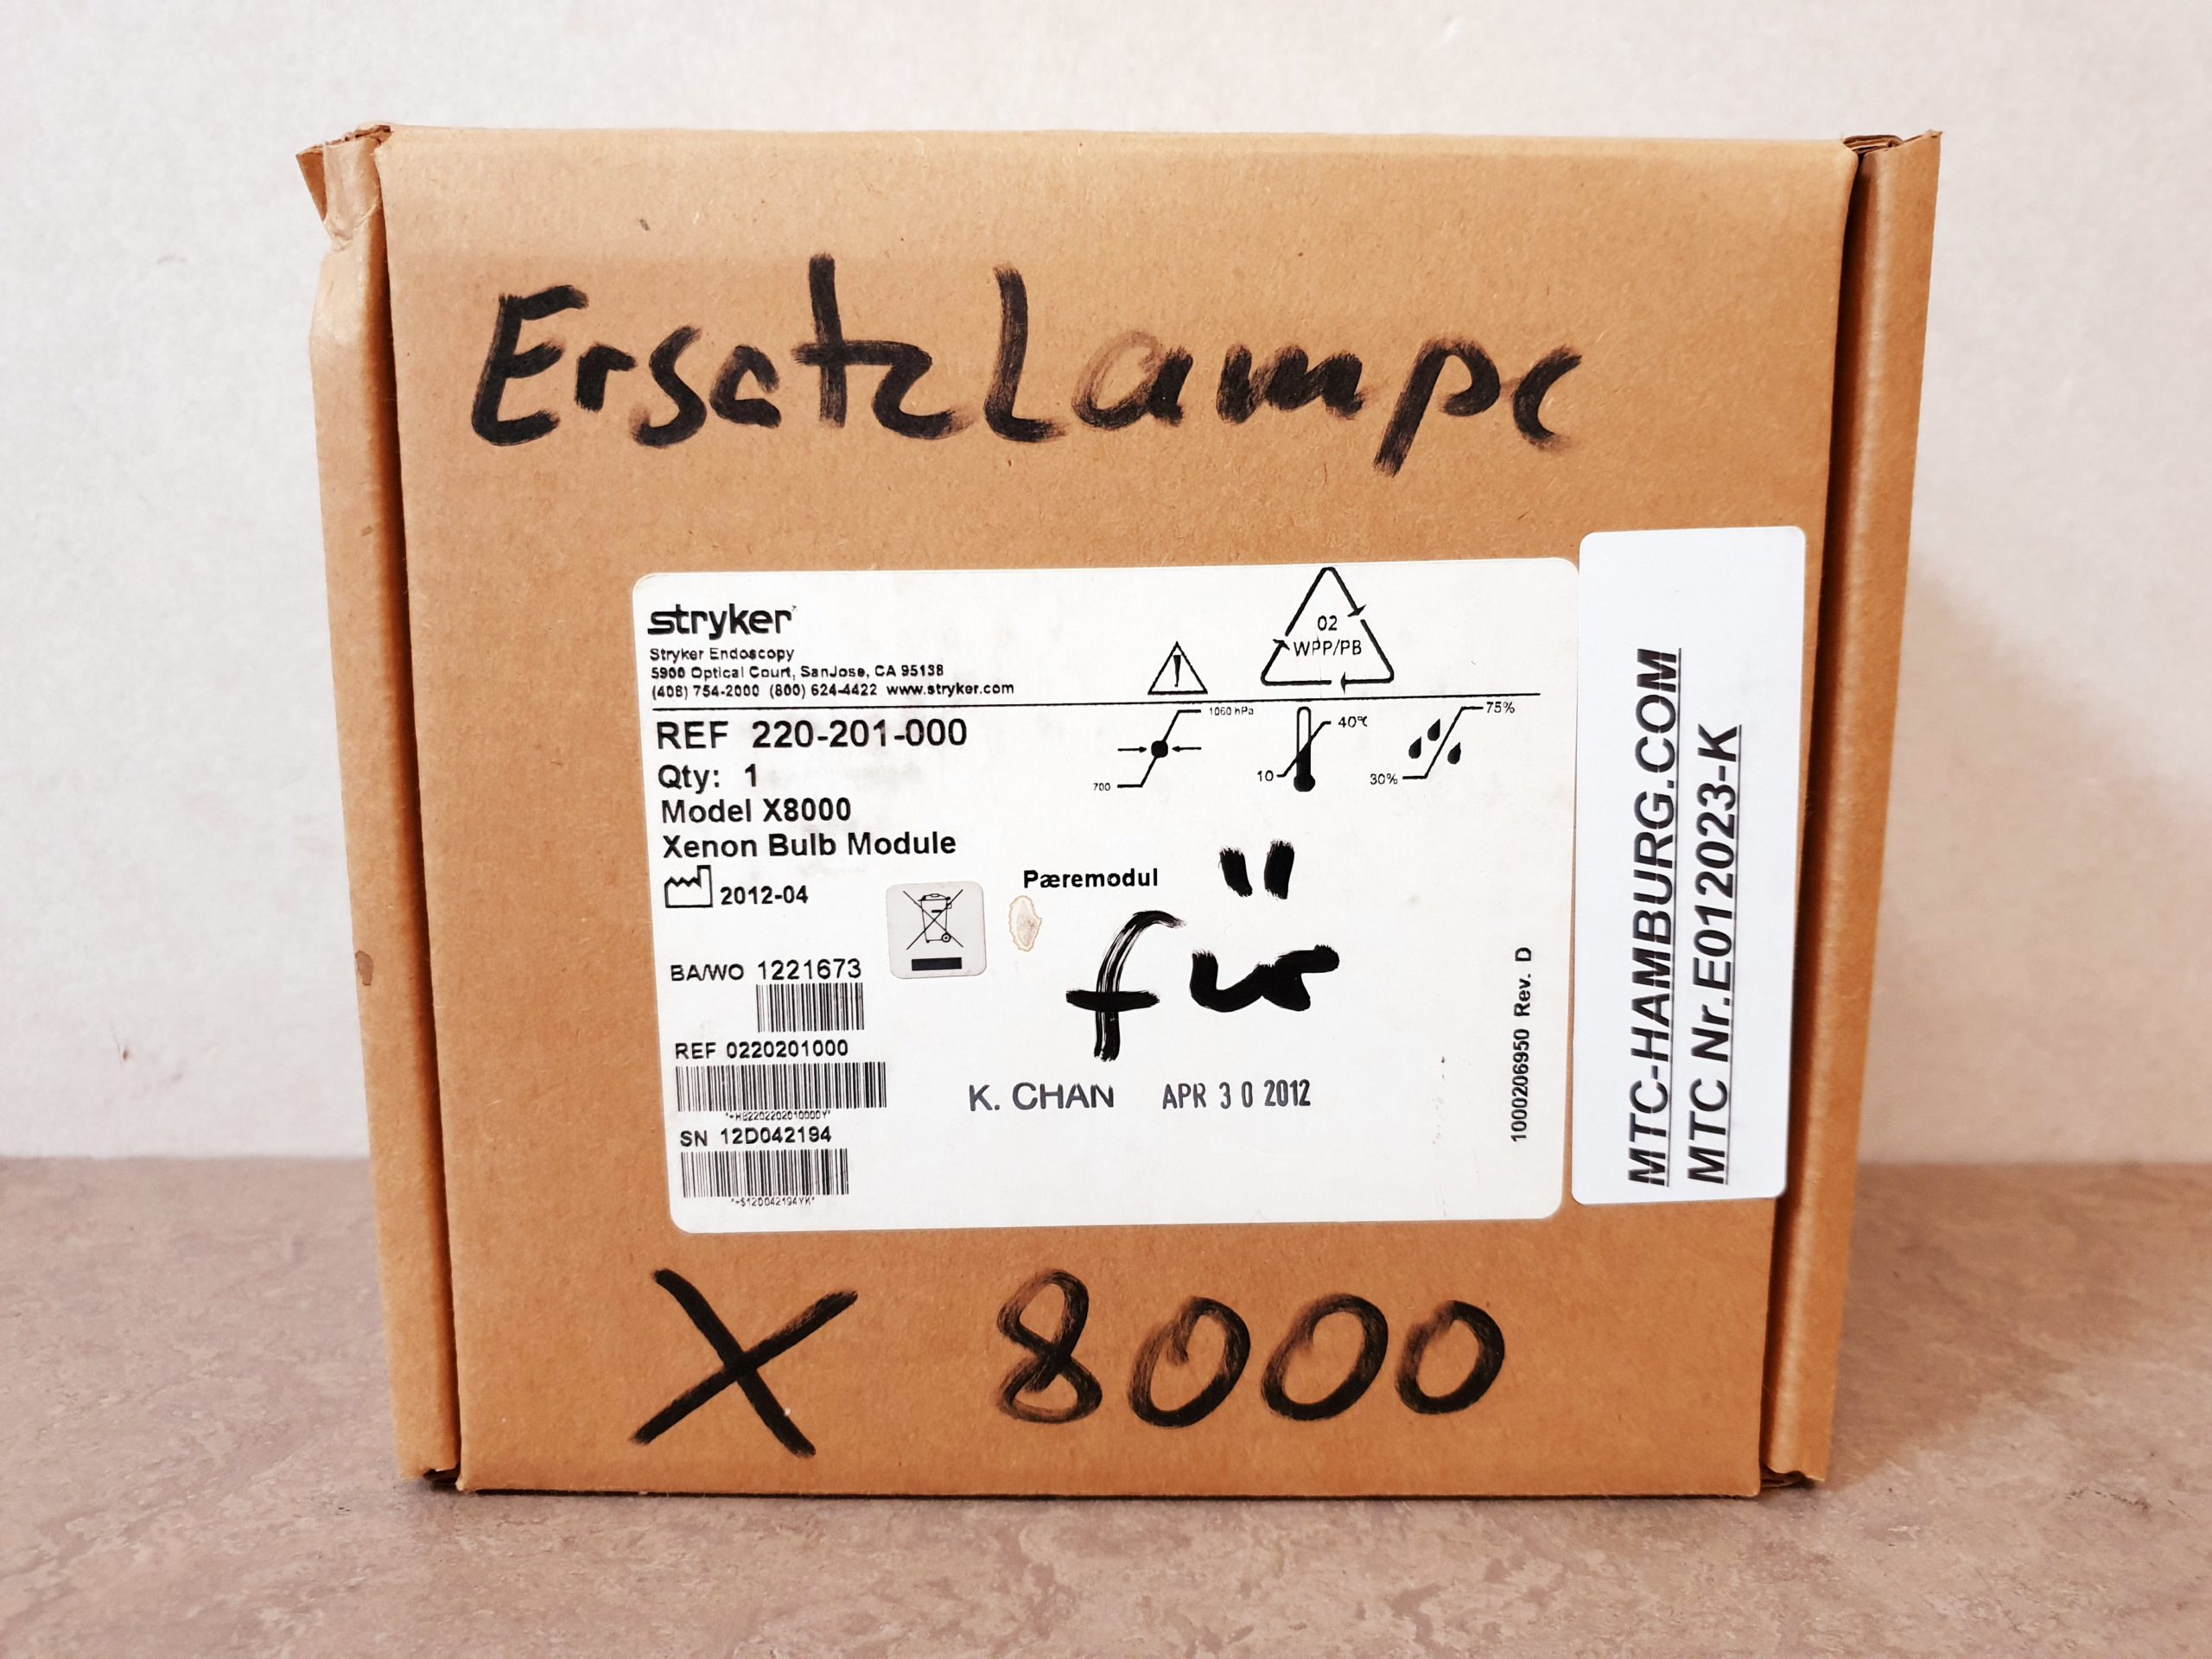 Ersatzlampe
stryker
Stryker Endoscopy
5900 Optical Court, SanJose, CA 95138
(408) 754-2000 (800) 624-4422 www.stryker.com
02
WPP/PB
REF 220-201-000
Qty: 1
Model X8000
Xenon Bulb Module
2012-04
1060 hPa
700
40℃
10
75%
30%
Pæremodul
für
BA/WO 1221673
REF 0220201000
*+H82202202010000Y*
SN 12D042194
*+$12D042194YK*
K. CHAN APR 30 2012
1000206950 Rev. D
MTC-HAMBURG.COM
MTC Nr.E012023-K
X 8000